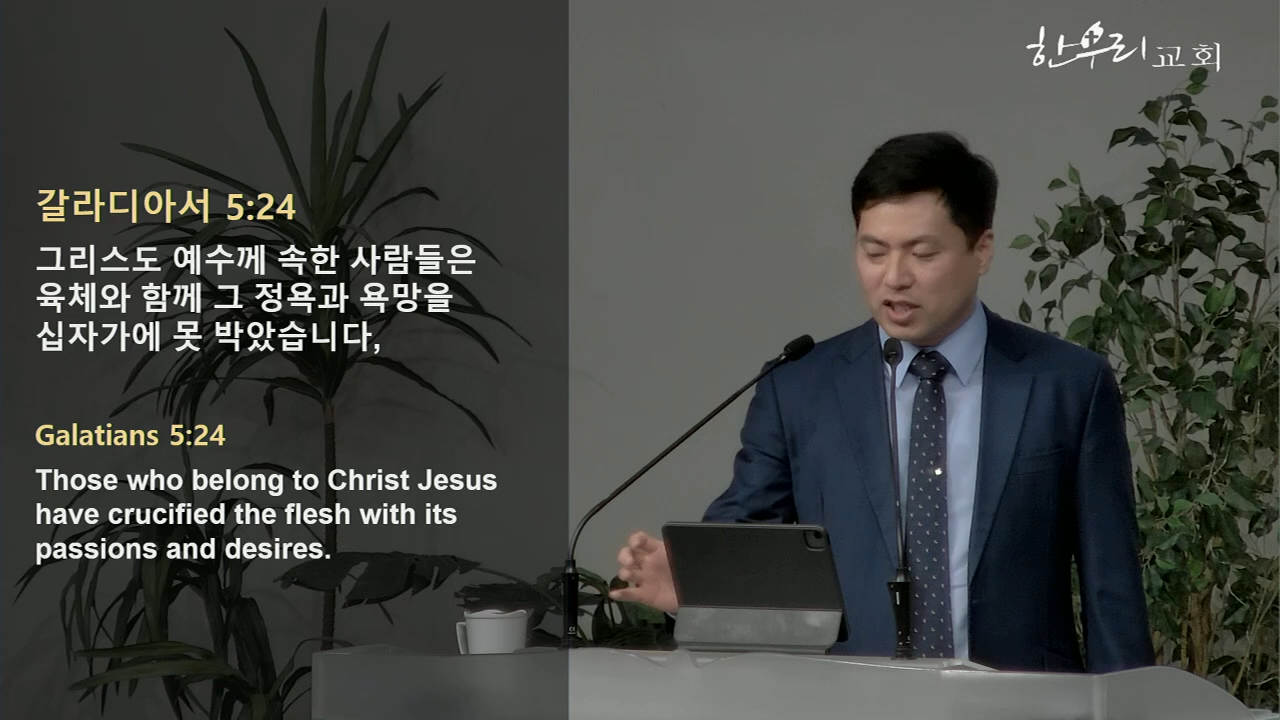 한우리교회
갈라디아서 5:24
그리스도 예수께 속한 사람들은
육체와 함께 그 정욕과 욕망을
십자가에 못 박았습니다,
Galatians 5:24
Those who belong to Christ Jesus
have crucified the flesh with its
passions and desires.